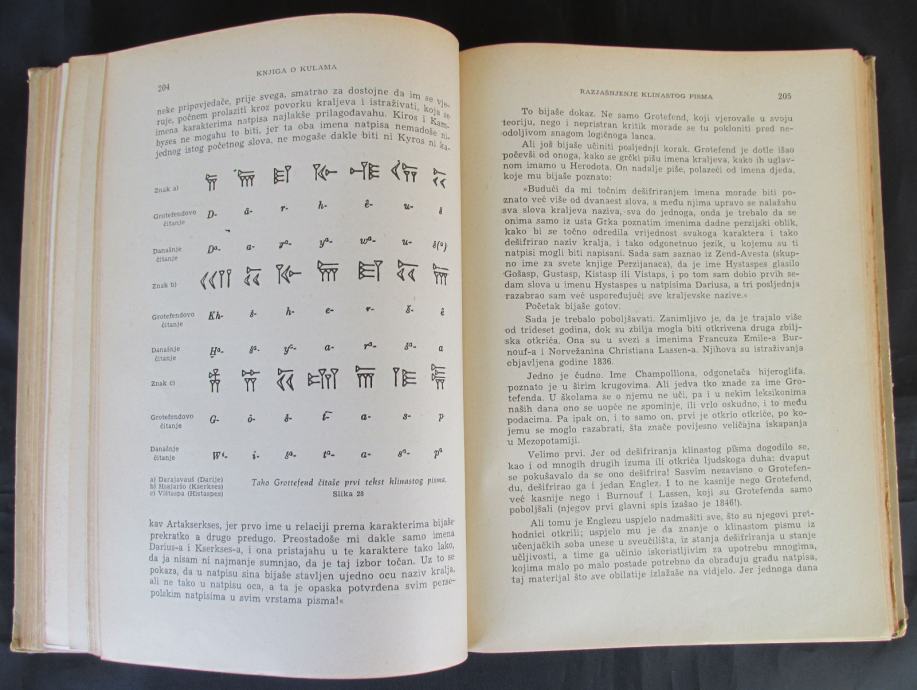 204
KNJIGA O KULAMA
neke pripovjedače, prije svega, smatrao za dostojne da im se vje-
ruje, počnem prolaziti kroz povorku kraljeva i istraživati, koja se
imena karakterima natpisa najlakše prilagođavahu. Kiros i Kam-
byses ne mogahu to biti, jer ta oba imena natpisa nemadoše ni-
jednog istog početnog slova, ne mogaše dakle biti ni Kyros ni ka-
Znak a)
Grotefendovo
čitanje
D- â- r- h- ê- u-
Današnje
čitanje
Znak b)
Grotefendovo
čitanje
Kh- š- h- e- r- š- ê
Današnje
čitanje
Znak c)
Grotefendovo
čitanje
G- ô- š- a- s- p
Današnje
čitanje
a) Darajavauš (Darije)
b) (Kserkses)
c) Vištaspa (Histaspes)
Tako Grottefend čitaše prvi tekst klinastog pisma.
Slika 28
kav Artakserkses, jer prvo ime u relaciji prema karakterima bijaše
prekratko a drugo predugo. Preostadoše mi dakle samo imena
Darius-a i Kserkses-a, i ona pristajahu u te karaktere tako lako,
da ja nisam ni najmanje sumnjao, da je taj izbor točan. Uz to se
pokaza, da u natpisu sina bijaše stavljen ujedno ocu naziv kralja,
ali ne tako u natpisu oca, a ta je opaska potvrđena svim perse-
polskim natpisima u svim vrstama pisma!«
RAZJAŠNJENJE KLINASTOG PISMA
205
To bijaše dokaz. Ne samo Grotefend, koji vjerovaše u svoju
teoriju, nego i nepristran kritik morade se tu pokloniti pred ne-
odoljivom snagom logičnoga lanca.
Ali još bijaše učiniti posljednji korak. Grotefend je dotle išao
počevši od onoga, kako se grčki pišu imena kraljeva, kako ih uglav-
nom imamo u Herodota. On nadalje piše, polazeći od imena djeda,
koje mu bijaše poznato:
»Budući da mi točnim dešifriranjem imena morade biti po-
znato već više od dvanaest slova, a među njima upravo se nalažahu
sva slova kraljeva naziva, sva do jednoga, onda je trebalo da se
onima samo iz usta Grka poznatim imenima dadne perzijski oblik,
kako bi se točno odredila vrijednost svakoga karaktera i tako
dešifrirao naziv kralja, i tako odgonetnuo jezik, u kojemu su ti
natpisi mogli biti napisani. Sada sam saznao iz Zend-Avesta (skup-
no ime za svete knjige Perzijanaca), da je ime Hystaspes glasilo
Gošasp, Gustasp, Kistasp ili Vistaps, i po tom sam dobio prvih se-
dam slova u imenu Hystaspes u natpisima Dariusa, a tri posljednja
razabrao sam već uspoređujući sve kraljevske nazive.«
Početak bijaše gotov.
Sada je trebalo poboljšavati. Zanimljivo je, da je trajalo više
od trideset godina, dok su zbilja mogla biti otkrivena druga zbilj-
ska otkrića. Ona su u svezi s imenima Francuza Emile-a Bur-
nouf-a i Norvežanina Christiana Lassen-a. Njihova su istraživanja
objavljena godine 1836.
Jedno je čudno. Ime Champolliona, odgonetača hijeroglifa,
poznato je u širim krugovima. Ali jedva tko znade za ime Gro-
tefenda. U školama se o njemu ne uči, pa i u nekim leksikonima
naših dana ono se uopće ne spominje, ili vrlo oskudno, i to među
podacima. Pa ipak on, i to samo on, prvi je otkrio otkriće, po ko-
jemu se moglo razabrati, šta znače povijesno veličajna iskapanja
u Mezopotamiji.
Velimo prvi. Jer od dešifriranja klinastog pisma dogodilo se,
kao i od mnogih drugih izuma ili otkrića ljudskoga duha: dvaput
se pokušavalo da se ono dešifrira! Sasvim nezavisno o Grotefen-
du, dešifrirao ga i jedan Englez. I to ne kasnije nego Grotefend,
već kasnije nego i Burnouf i Lassen, koji su Grotefenda samo
poboljšali (njegov prvi glavni spis izašao je 1846!).
Ali tomu je Englezu uspjelo nadmašiti sve, što su njegovi pret-
hodnici otkrili; uspjelo mu je da znanje o klinastom pismu iz
učenjačkih soba unese u sveučilišta, iz stanja dešifriranja u stanje
učljivosti, a time ga učinio iskoristljivim za upotrebu mnogima,
kojima malo po malo postade potrebno da obrađuju građu natpisa,
taj materijal što sve obilatije izlažaše na vidjelo. Jer jednoga dana